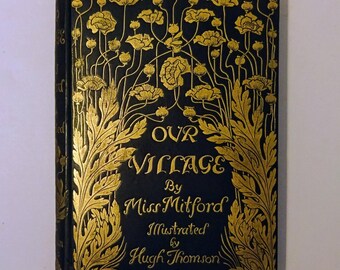 OUR
VILLAGE
By
Miss Mitford
Illustrated
by
Hugh Thomson